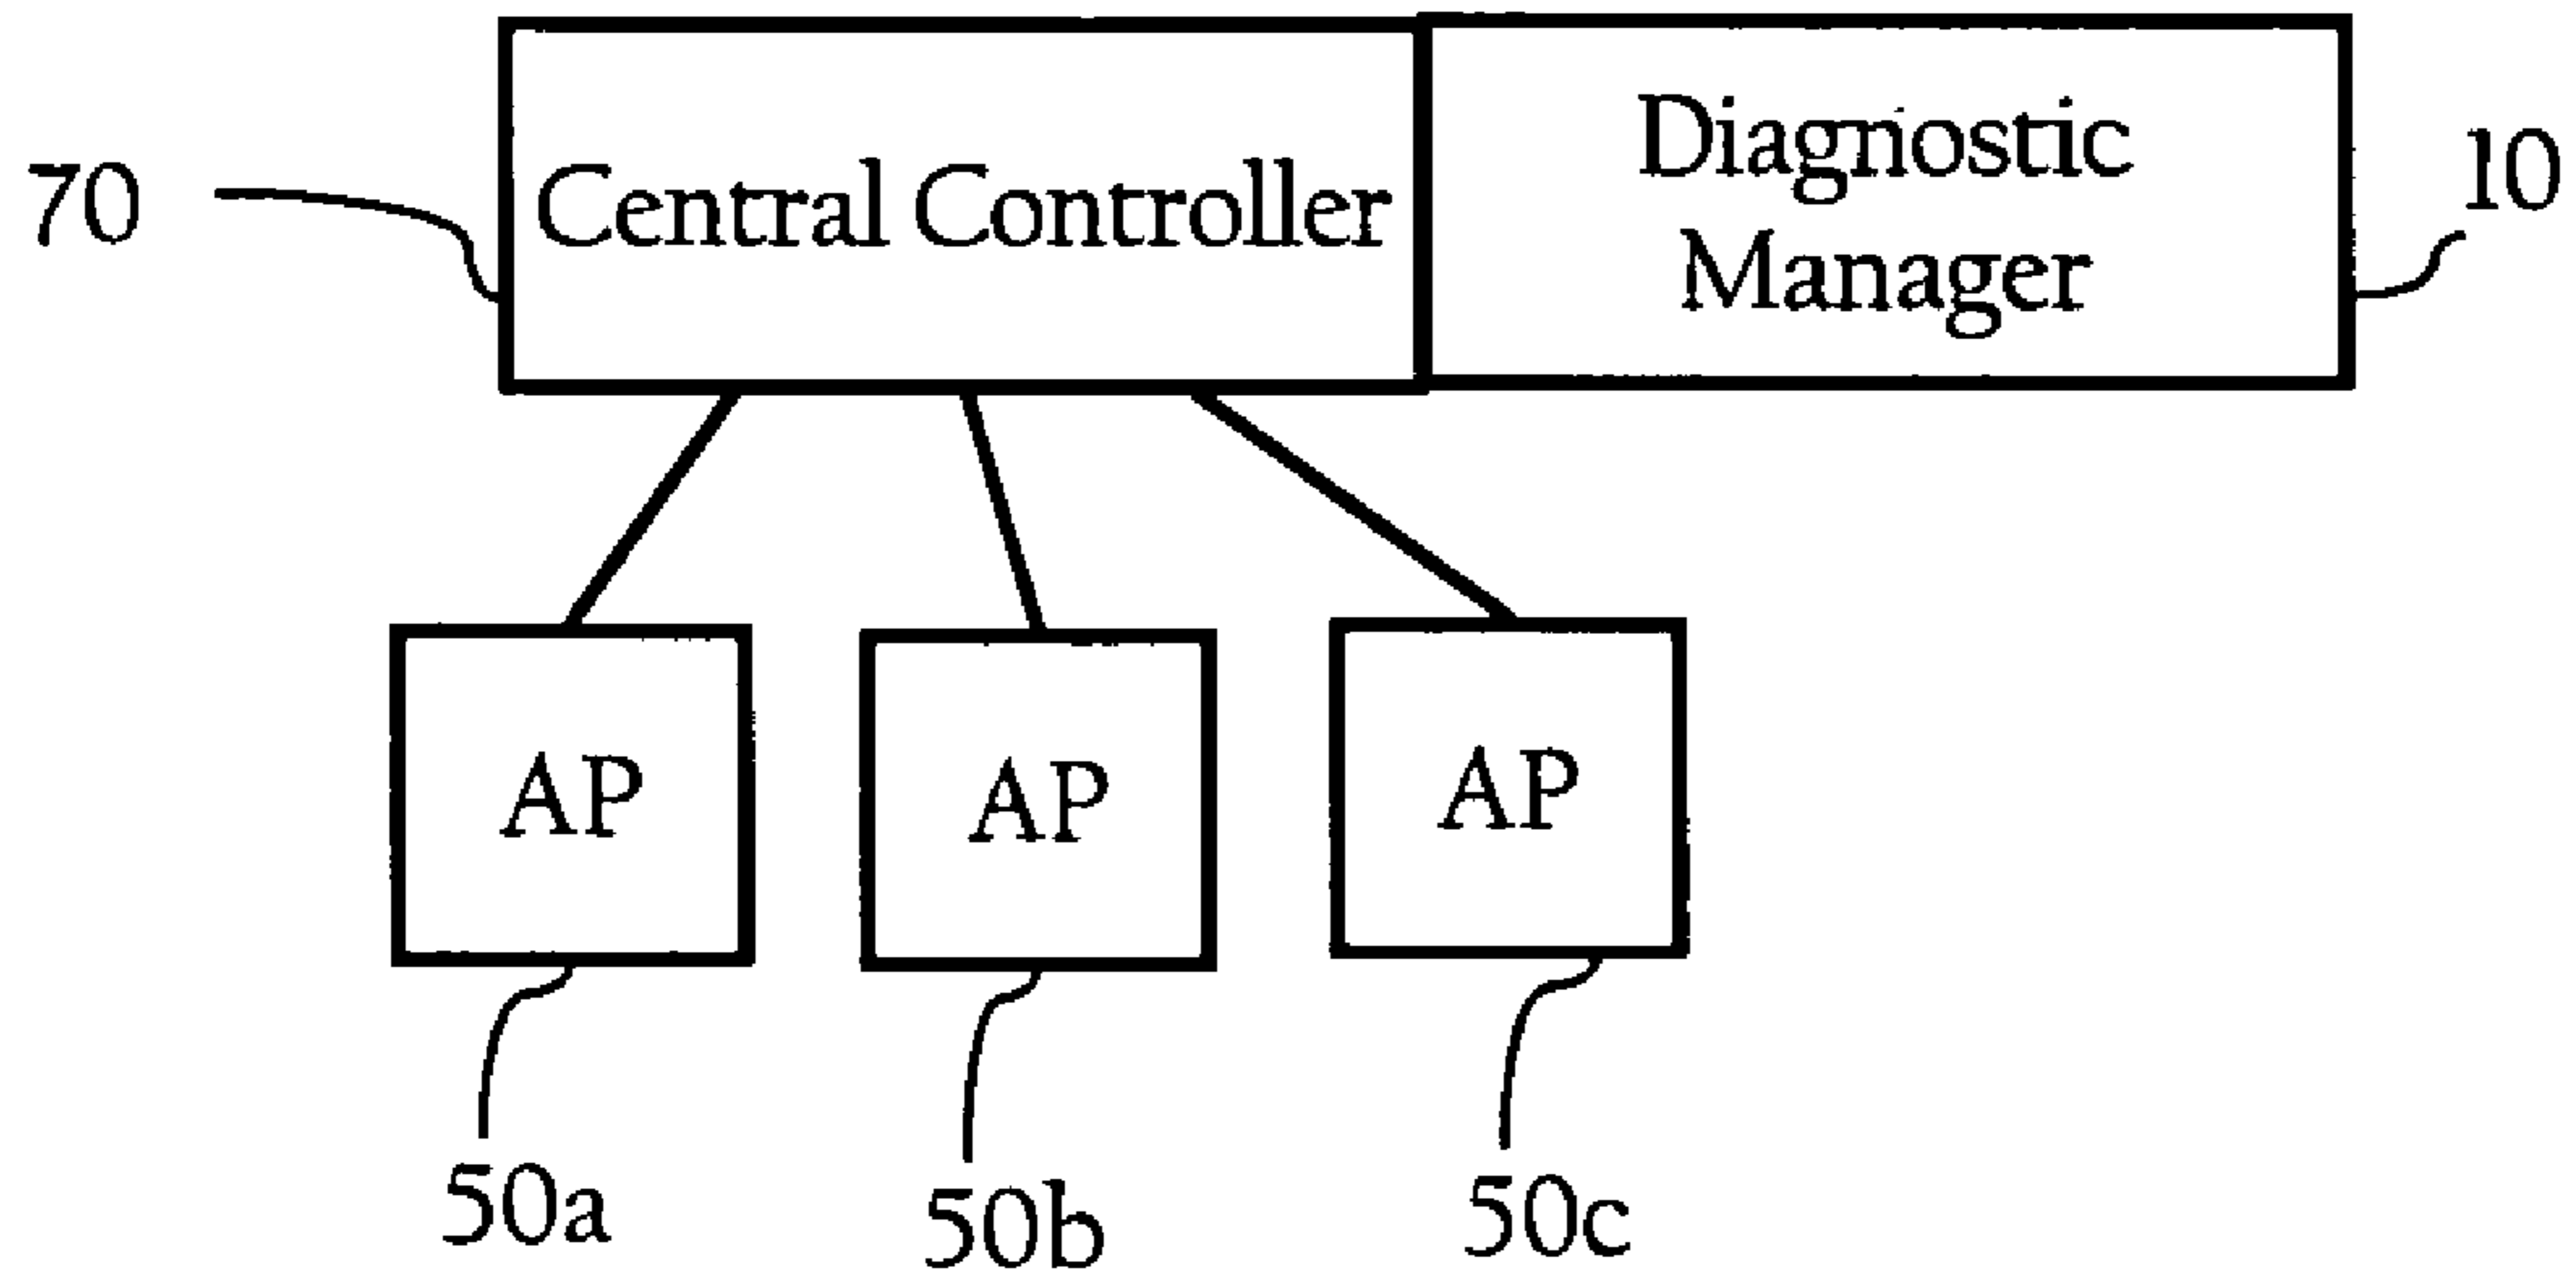 70
Central Controller
Diagnostic
Manager
10
AP
AP
AP
50a
50b
50c